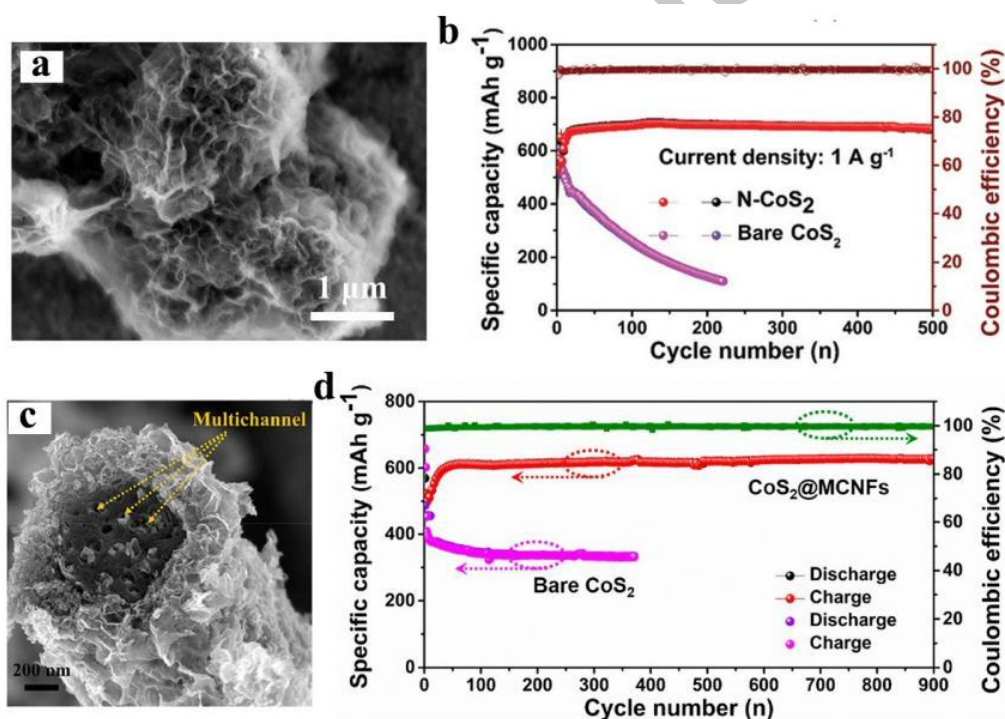 a
1 μm
b
Specific capacity (mAh g⁻¹)
1000
800
600
400
200
0
Current density: 1 A g⁻¹
N-CoS₂
Bare CoS₂
0 100 200 300 400 500
Cycle number (n)
100
80
60
40
20
0
Coulombic efficiency (%)
c
Multichannel
200 nm
d
Specific capacity (mAh g⁻¹)
800
600
400
200
0
CoS₂@MCNFs
Bare CoS₂
Discharge
Charge
Discharge
Charge
0 100 200 300 400 500 600 700 800 900
Cycle number (n)
100
80
60
40
20
0
Coulombic efficiency (%)